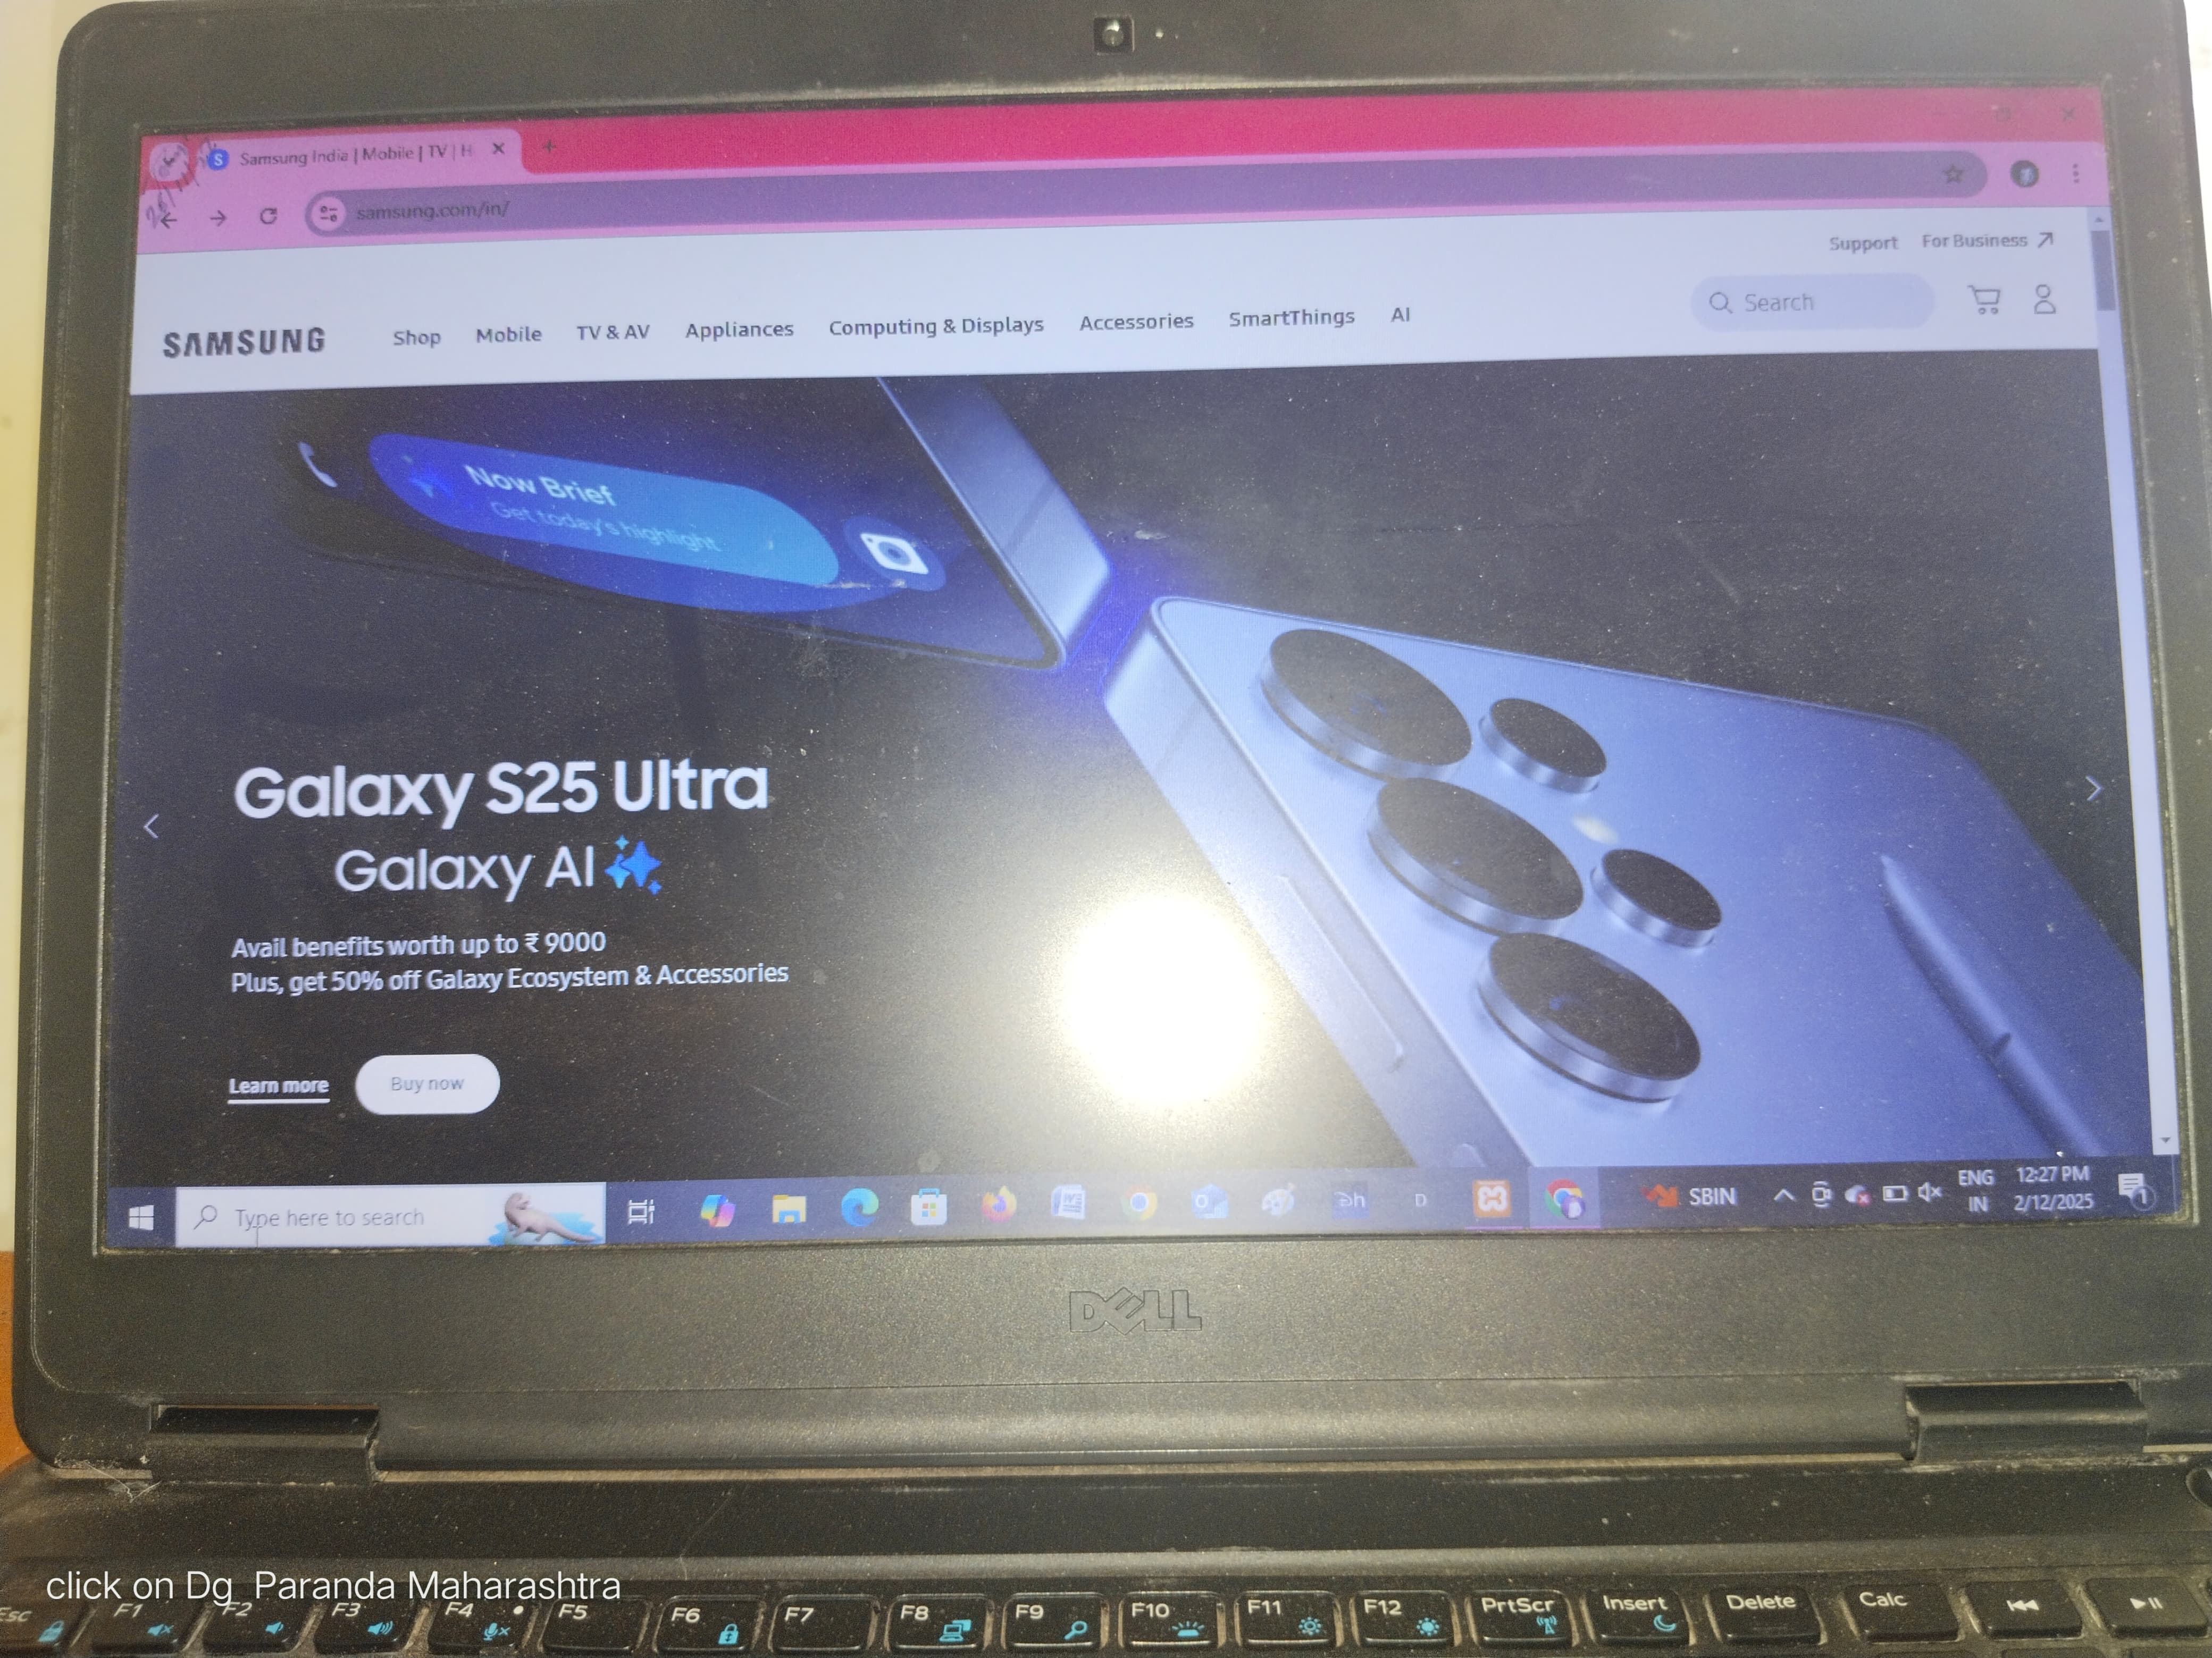 Samsung India | Mobile | TV | H
samsung.com/in/
Support For Business
SAMSUNG Shop Mobile TV & AV Appliances Computing & Displays Accessories SmartThings AI Search
Now Brief
Get today's highlight
Galaxy S25 Ultra
Galaxy AI
Avail benefits worth up to ₹ 9000
Plus, get 50% off Galaxy Ecosystem & Accessories
Learn more Buy now
Type here to search
SBIN
ENG
IN
12:27 PM
2/12/2025
1
DELL
click on Dg_Paranda Maharashtra
Esc F1 F2 F3 F4 F5 F6 F7 F8 F9 F10 F11 F12 PrtScr Insert Delete Calc